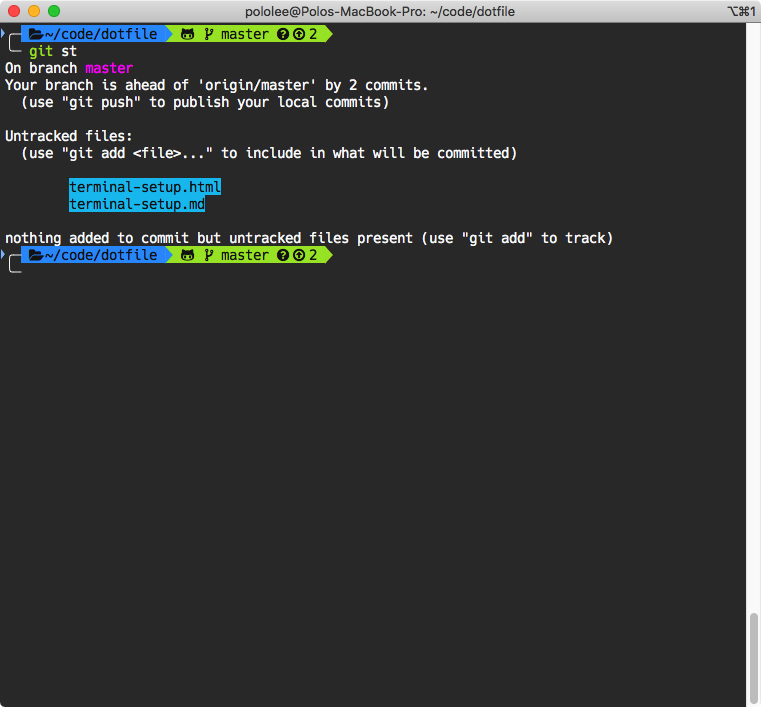 pololee@Polos-MacBook-Pro: ~/code/dotfile ⌥⌘1
~/code/dotfile master ? 2
git st
On branch master
Your branch is ahead of 'origin/master' by 2 commits.
  (use "git push" to publish your local commits)
Untracked files:
  (use "git add <file>..." to include in what will be committed)
terminal-setup.html
terminal-setup.md
nothing added to commit but untracked files present (use "git add" to track)
~/code/dotfile master ? 2